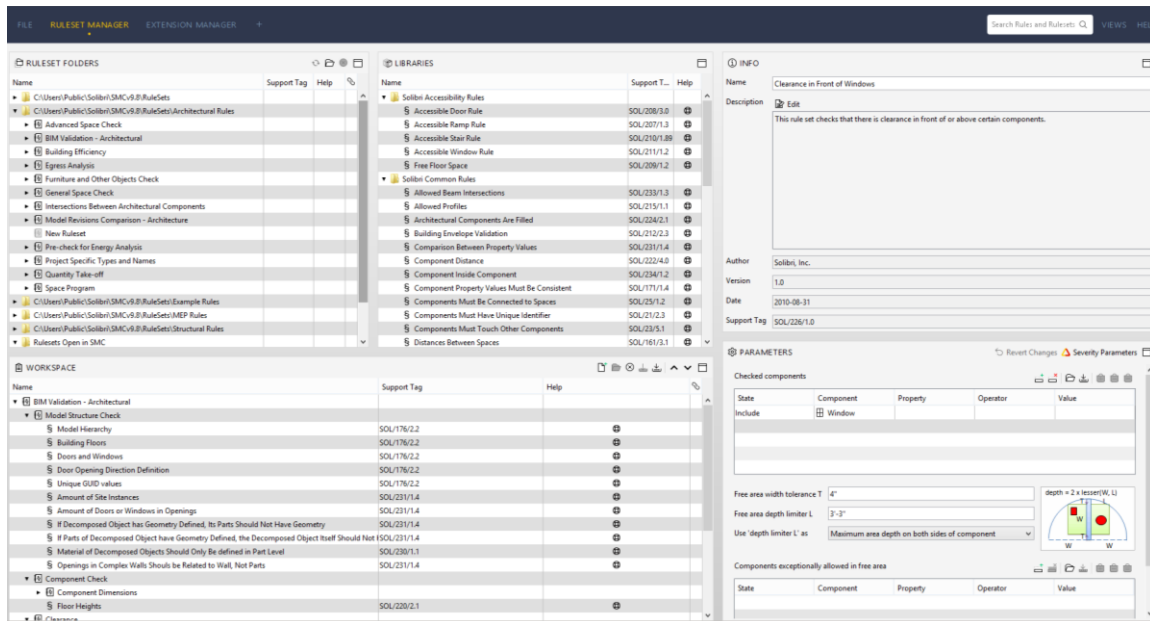 FILE RULESET MANAGER EXTENSION MANAGER + Search Rules and Rulesets VIEWS HEL
RULESET FOLDERS
Name Support Tag Help
C:\Users\Public\Solibri\SMCv9.8\RuleSets
C:\Users\Public\Solibri\SMCv9.8\RuleSets\Architectural Rules
Advanced Space Check
BIM Validation - Architectural
Building Efficiency
Egress Analysis
Furniture and Other Objects Check
General Space Check
Intersections Between Architectural Components
Model Revisions Comparison - Architecture
New Ruleset
Pre-check for Energy Analysis
Project Specific Types and Names
Quantity Take-off
Space Program
C:\Users\Public\Solibri\SMCv9.8\RuleSets\Example Rules
C:\Users\Public\Solibri\SMCv9.8\RuleSets\MEP Rules
C:\Users\Public\Solibri\SMCv9.8\RuleSets\Structural Rules
Rulesets Open in SMC
LIBRARIES
Name Support T... Help
Solibri Accessibility Rules
§ Accessible Door Rule SOL/208/3.0
§ Accessible Ramp Rule SOL/207/1.3
§ Accessible Stair Rule SOL/210/1.89
§ Accessible Window Rule SOL/211/1.2
§ Free Floor Space SOL/209/1.2
Solibri Common Rules
§ Allowed Beam Intersections SOL/233/1.3
§ Allowed Profiles SOL/215/1.1
§ Architectural Components Are Filled SOL/224/2.1
§ Building Envelope Validation SOL/212/2.3
§ Comparison Between Property Values SOL/231/1.4
§ Component Distance SOL/222/4.0
§ Component Inside Component SOL/234/1.2
§ Component Property Values Must Be Consistent SOL/171/1.4
§ Components Must Be Connected to Spaces SOL/25/1.2
§ Components Must Have Unique Identifier SOL/21/2.3
§ Components Must Touch Other Components SOL/23/5.1
§ Distances Between Spaces SOL/161/3.1
WORKSPACE
Name Support Tag Help
BIM Validation - Architectural
Model Structure Check
§ Model Hierarchy SOL/176/2.2
§ Building Floors SOL/176/2.2
§ Doors and Windows SOL/176/2.2
§ Door Opening Direction Definition SOL/176/2.2
§ Unique GUID values SOL/176/2.2
§ Amount of Site Instances SOL/231/1.4
§ Amount of Doors or Windows in Openings SOL/231/1.4
§ If Decomposed Object has Geometry Defined, Its Parts Should Not Have Geometry SOL/231/1.4
§ If Parts of Decomposed Object have Geometry Defined, the Decomposed Object Itself Should Not I SOL/231/1.4
§ Material of Decomposed Objects Should Only Be defined in Part Level SOL/230/1.1
§ Openings in Complex Walls Shouls be Related to Wall, Not Parts SOL/231/1.4
Component Check
Component Dimensions
§ Floor Heights SOL/220/2.1
Clearance
INFO
Name Clearance in Front of Windows
Description Edit
This rule set checks that there is clearance in front of or above certain components.
Author Solibri, Inc.
Version 1.0
Date 2010-08-31
Support Tag SOL/226/1.0
PARAMETERS Revert Changes Severity Parameters
Checked components
State Component Property Operator Value
Include Window
Free area width tolerance T 4"
Free area depth limiter L 3'-3"
Use 'depth limiter L' as Maximum area depth on both sides of component
depth = 2 x lesser(W, L)
T L
W
T
W W
Components exceptionally allowed in free area
State Component Property Operator Value